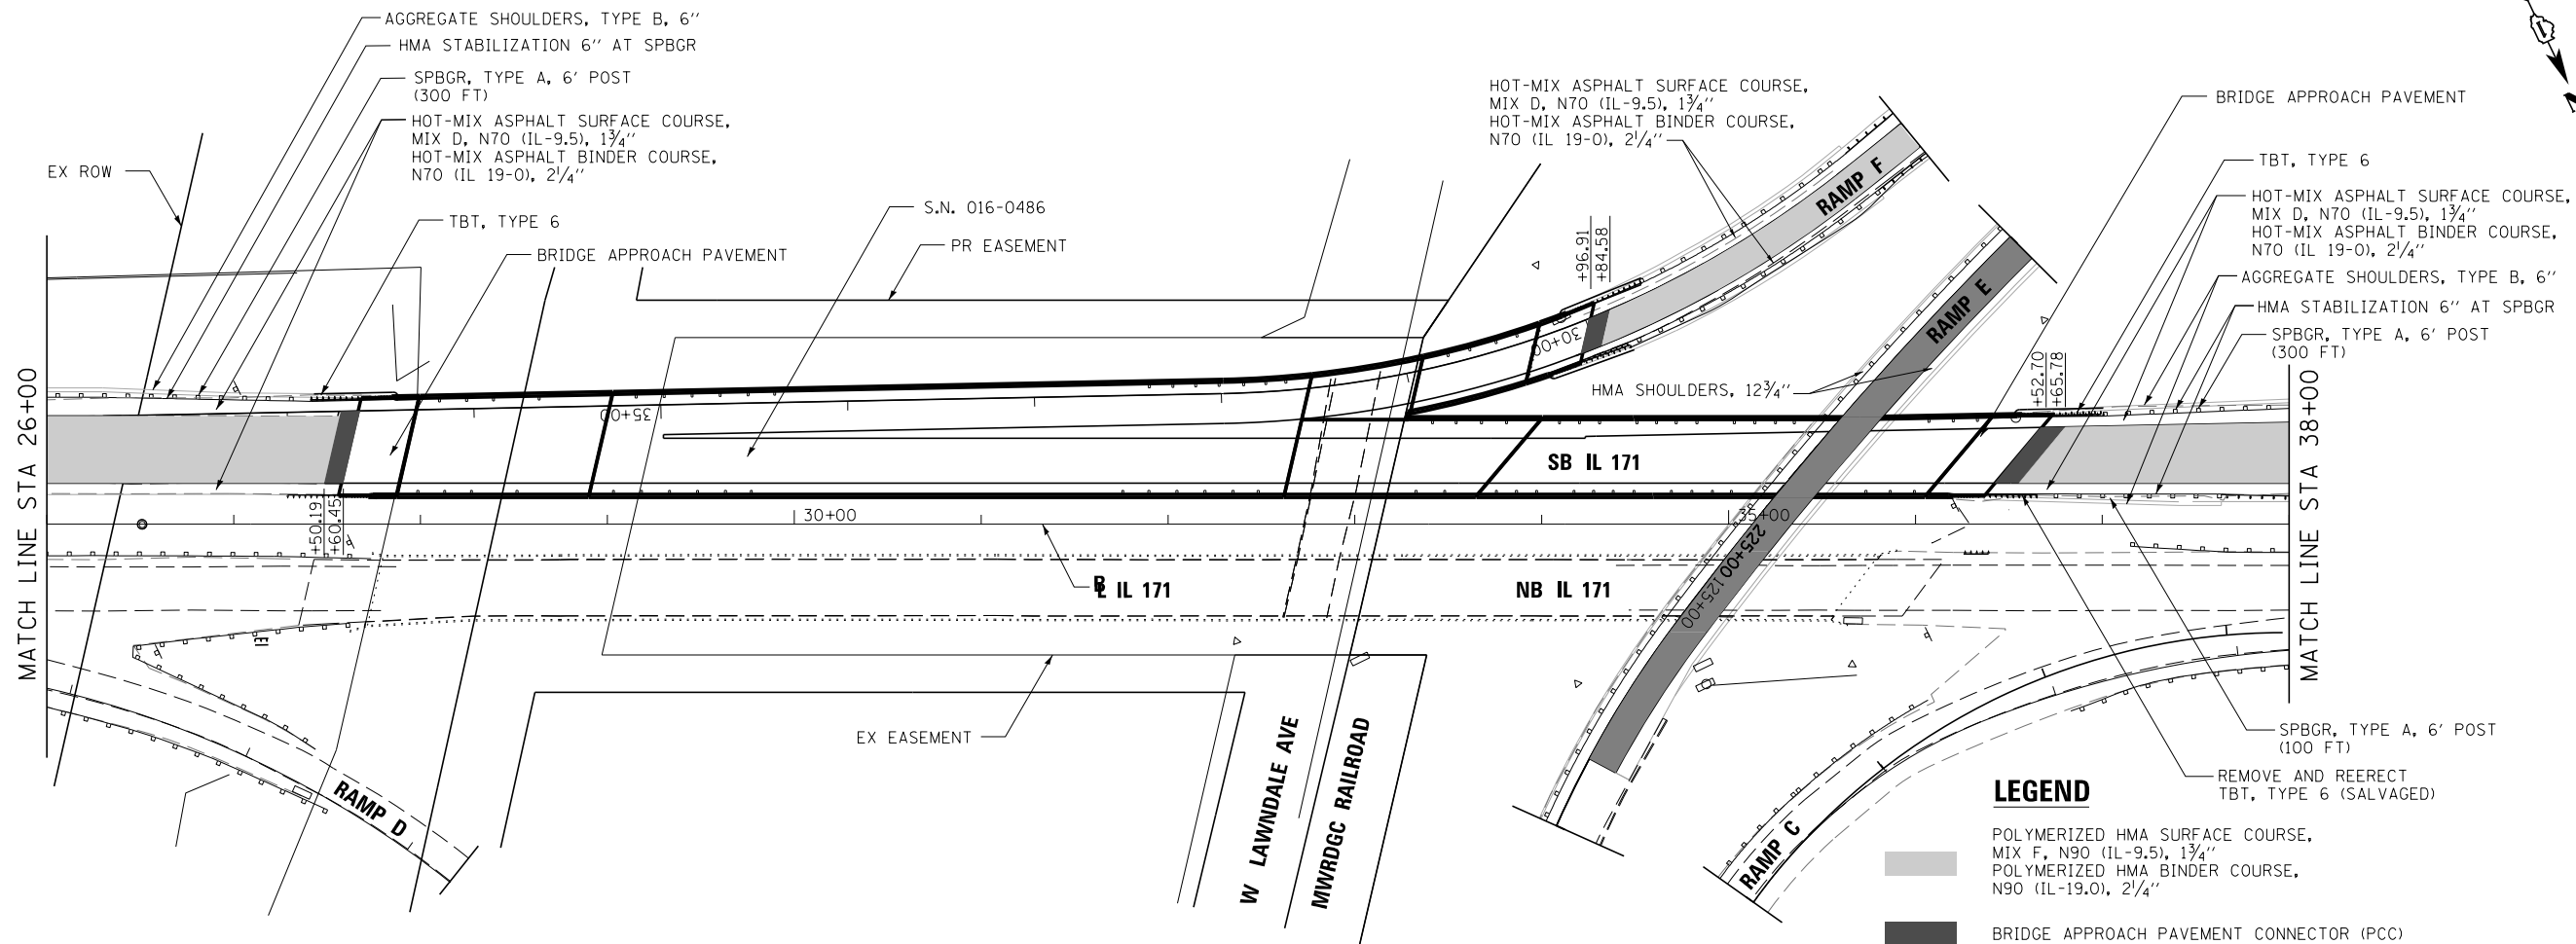 AGGREGATE SHOULDERS, TYPE B, 6"
HMA STABILIZATION 6" AT SPBGR
SPBGR, TYPE A, 6' POST
(300 FT)
HOT-MIX ASPHALT SURFACE COURSE,
MIX D, N70 (IL-9.5), 1¾"
HOT-MIX ASPHALT BINDER COURSE,
N70 (IL 19-0), 2¼"
EX ROW
TBT, TYPE 6
BRIDGE APPROACH PAVEMENT
S.N. 016-0486
PR EASEMENT
HOT-MIX ASPHALT SURFACE COURSE,
MIX D, N70 (IL-9.5), 1¾"
HOT-MIX ASPHALT BINDER COURSE,
N70 (IL 19-0), 2¼"
RAMP F
+96.91
+84.58
30+00
RAMP E
HMA SHOULDERS, 12¾"
BRIDGE APPROACH PAVEMENT
TBT, TYPE 6
HOT-MIX ASPHALT SURFACE COURSE,
MIX D, N70 (IL-9.5), 1¾"
HOT-MIX ASPHALT BINDER COURSE,
N70 (IL 19-0), 2¼"
AGGREGATE SHOULDERS, TYPE B, 6"
HMA STABILIZATION 6" AT SPBGR
SPBGR, TYPE A, 6' POST
(300 FT)
+52.70
+65.78
MATCH LINE STA 26+00
MATCH LINE STA 38+00
35+00
SB IL 171
+50.19
+60.45
30+00
35+00
225+00
125+00
℄ IL 171
NB IL 171
EX EASEMENT
W LAWNDALE AVE
MWRDGC RAILROAD
RAMP D
RAMP C
SPBGR, TYPE A, 6' POST
(100 FT)
REMOVE AND REERECT
TBT, TYPE 6 (SALVAGED)
LEGEND
POLYMERIZED HMA SURFACE COURSE,
MIX F, N90 (IL-9.5), 1¾"
POLYMERIZED HMA BINDER COURSE,
N90 (IL-19.0), 2¼"
BRIDGE APPROACH PAVEMENT CONNECTOR (PCC)